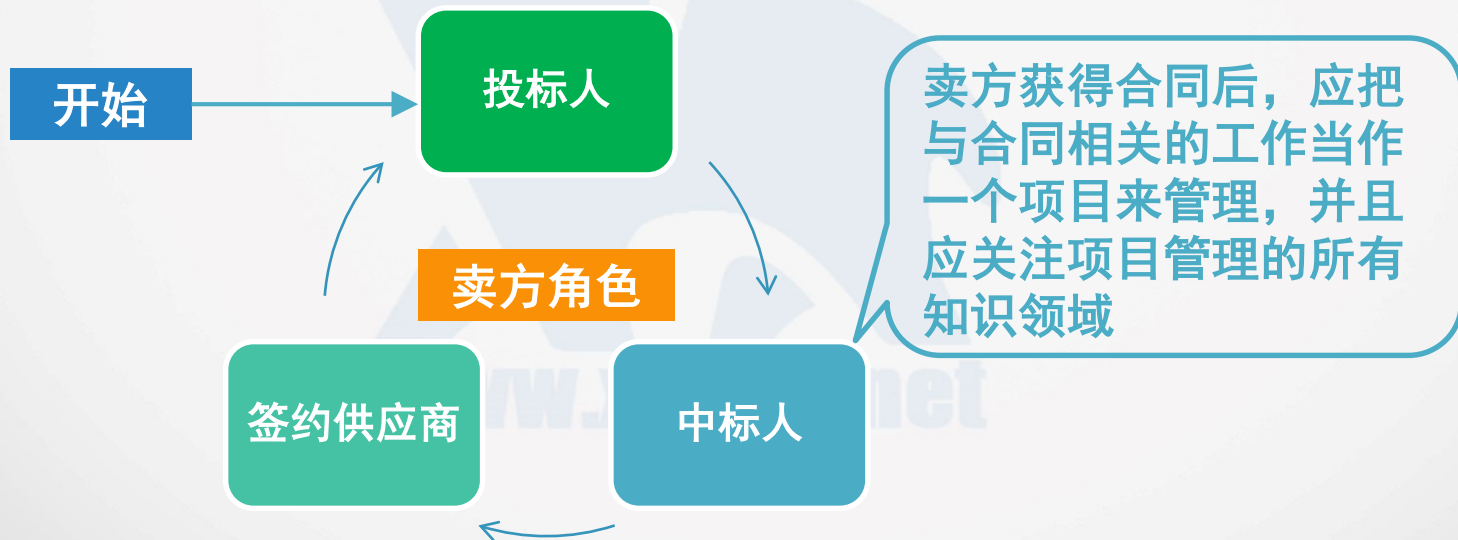 开始
投标人
卖方获得合同后，应把
与合同相关的工作当作
一个项目来管理，并且
应关注项目管理的所有
知识领域
卖方角色
签约供应商
中标人